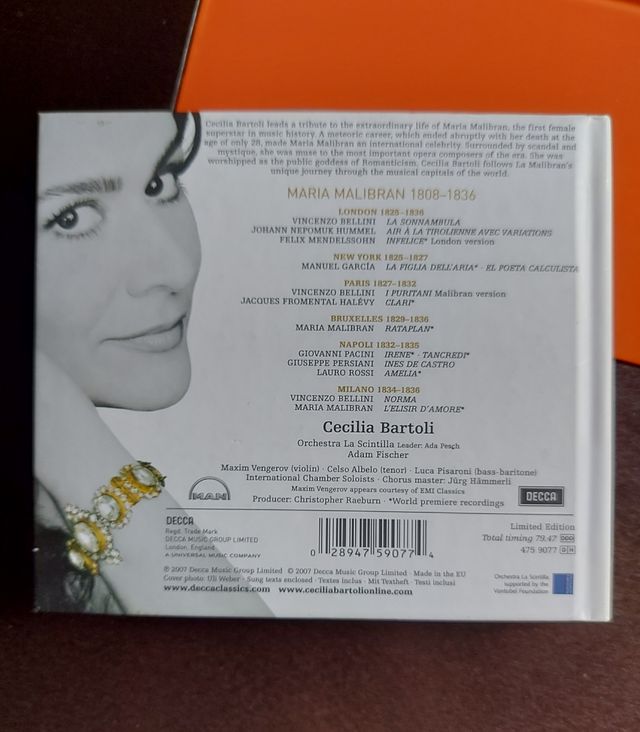 Cecilia Bartoli leads a tribute to the extraordinary life of Maria Malibran, the first female
superstar in music history. A meteoric career, which ended abruptly with her death at the
age of only 28, made Maria Malibran an international celebrity. Surrounded by scandal and
mystique, she was muse to the most important opera composers of the era. She was
worshipped as the public goddess of Romanticism. Cecilia Bartoli follows La Malibran's
unique journey through the musical capitals of the world.
MARIA MALIBRAN 1808–1836
LONDON 1825–1836
VINCENZO BELLINI LA SONNAMBULA
JOHANN NEPOMUK HUMMEL AIR À LA TIROLIENNE AVEC VARIATIONS
FELIX MENDELSSOHN INFELICE* London version
NEW YORK 1825–1827
MANUEL GARCÍA LA FIGLIA DELL'ARIA* · EL POETA CALCULISTA
PARIS 1827–1832
VINCENZO BELLINI I PURITANI Malibran version
JACQUES FROMENTAL HALÉVY CLARI*
BRUXELLES 1829–1836
MARIA MALIBRAN RATAPLAN*
NAPOLI 1832–1835
GIOVANNI PACINI IRENE* · TANCREDI*
GIUSEPPE PERSIANI INES DE CASTRO
LAURO ROSSI AMELIA*
MILANO 1834–1836
VINCENZO BELLINI NORMA
MARIA MALIBRAN L'ELISIR D'AMORE*
Cecilia Bartoli
Orchestra La Scintilla Leader: Ada Pesch
Adam Fischer
Maxim Vengerov (violin) · Celso Albelo (tenor) · Luca Pisaroni (bass-baritone)
International Chamber Soloists · Chorus master: Jürg Hämmerli
Maxim Vengerov appears courtesy of EMI Classics
Producer: Christopher Raeburn · *World premiere recordings
MAN
DECCA
DECCA
Regd. Trade Mark
DECCA MUSIC GROUP LIMITED
London, England
A UNIVERSAL MUSIC COMPANY
0 28947 59077 4
Limited Edition
Total timing 79.47 DDD
475 9077 DH
℗ 2007 Decca Music Group Limited © 2007 Decca Music Group Limited · Made in the EU
Cover photo: Uli Weber · Sung texts enclosed · Textes inclus · Mit Textheft · Testi inclusi
www.deccaclassics.com www.ceciliabartolionline.com
Orchestra La Scintilla,
supported by the
Vontobel Foundation